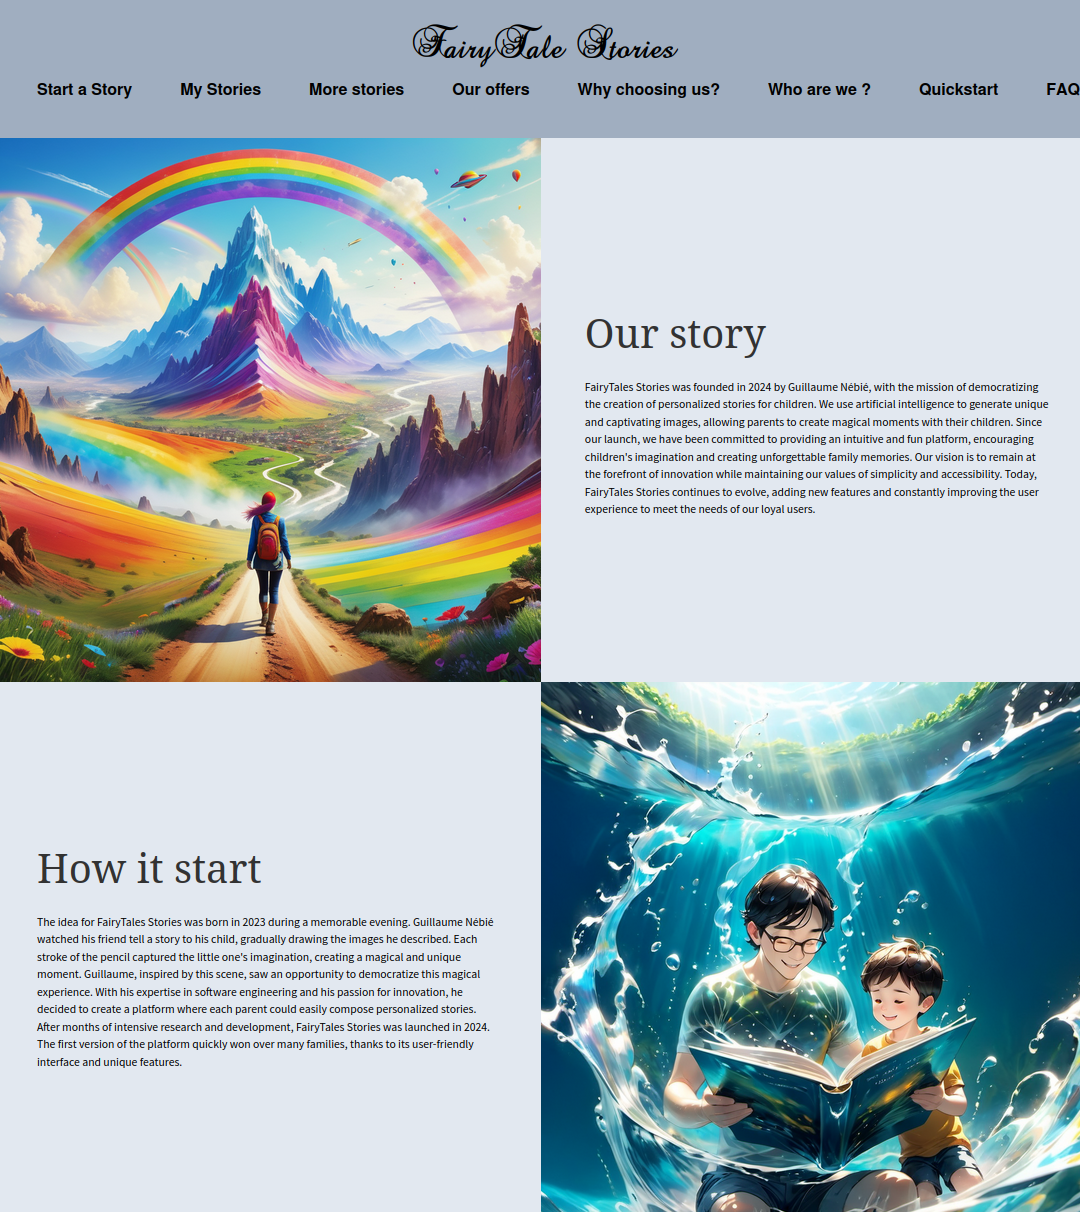 FairyTale Stories
Start a Story My Stories More stories Our offers Why choosing us? Who are we ? Quickstart FAQ
Our story
FairyTales Stories was founded in 2024 by Guillaume Nébié, with the mission of democratizing
the creation of personalized stories for children. We use artificial intelligence to generate unique
and captivating images, allowing parents to create magical moments with their children. Since
our launch, we have been committed to providing an intuitive and fun platform, encouraging
children's imagination and creating unforgettable family memories. Our vision is to remain at
the forefront of innovation while maintaining our values of simplicity and accessibility. Today,
FairyTales Stories continues to evolve, adding new features and constantly improving the user
experience to meet the needs of our loyal users.
How it start
The idea for FairyTales Stories was born in 2023 during a memorable evening. Guillaume Nébié
watched his friend tell a story to his child, gradually drawing the images he described. Each
stroke of the pencil captured the little one's imagination, creating a magical and unique
moment. Guillaume, inspired by this scene, saw an opportunity to democratize this magical
experience. With his expertise in software engineering and his passion for innovation, he
decided to create a platform where each parent could easily compose personalized stories.
After months of intensive research and development, FairyTales Stories was launched in 2024.
The first version of the platform quickly won over many families, thanks to its user-friendly
interface and unique features.